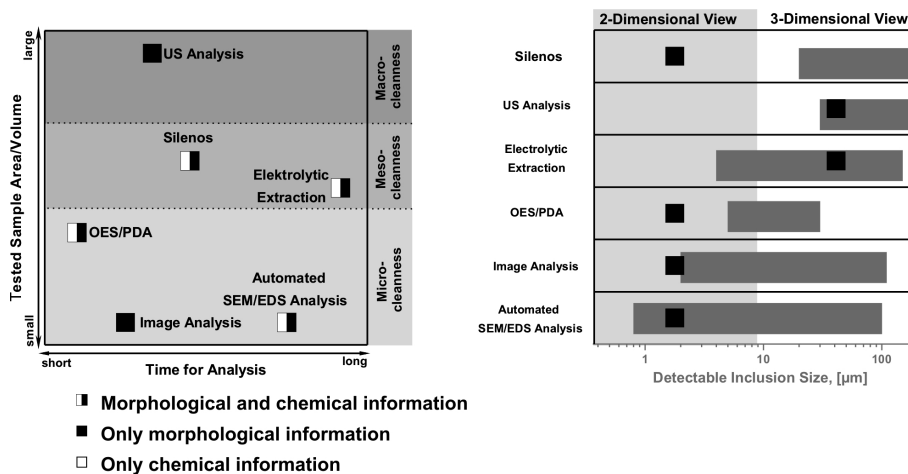 large
Tested Sample Area/Volume
small
US Analysis
Macro-
cleanness
Silenos
Elektrolytic
Extraction
Meso-
cleanness
OES/PDA
Automated
SEM/EDS Analysis
Image Analysis
Micro-
cleanness
short
long
Time for Analysis
Morphological and chemical information
Only morphological information
Only chemical information
2-Dimensional View
3-Dimensional View
Silenos
US Analysis
Electrolytic
Extraction
OES/PDA
Image Analysis
Automated
SEM/EDS Analysis
1
10
100
Detectable Inclusion Size, [µm]